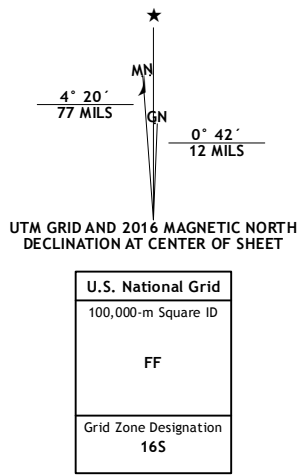 ★
MN
GN
4° 20´
77 MILS
0° 42´
12 MILS
UTM GRID AND 2016 MAGNETIC NORTH
DECLINATION AT CENTER OF SHEET
U.S. National Grid
100,000-m Square ID
FF
Grid Zone Designation
16S